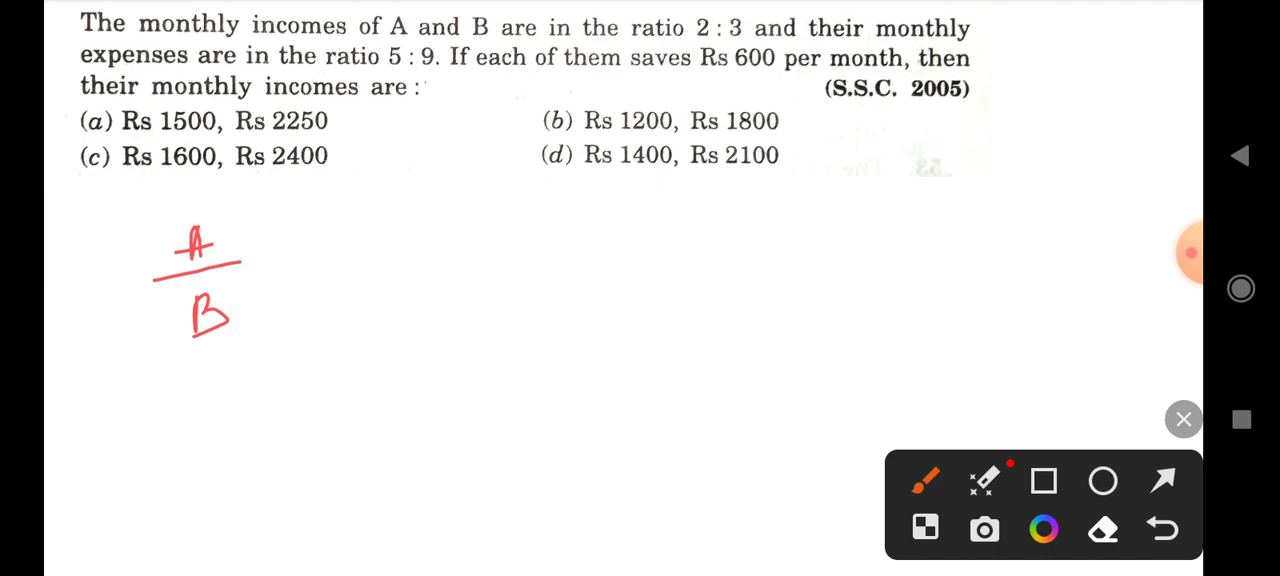 The monthly incomes of A and B are in the ratio 2 : 3 and their monthly
expenses are in the ratio 5 : 9. If each of them saves Rs 600 per month, then
their monthly incomes are : (S.S.C. 2005)
(a) Rs 1500, Rs 2250 (b) Rs 1200, Rs 1800
(c) Rs 1600, Rs 2400 (d) Rs 1400, Rs 2100
A
B